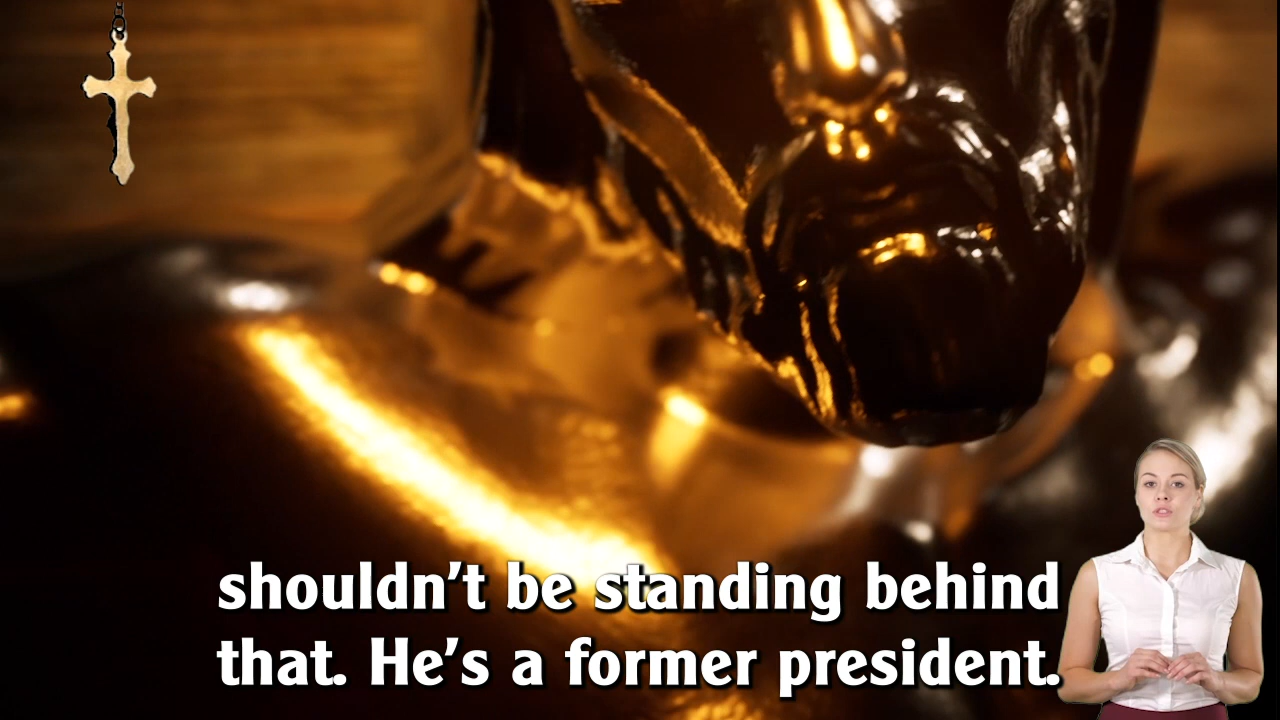 shouldn't be standing behind
that. He's a former president.